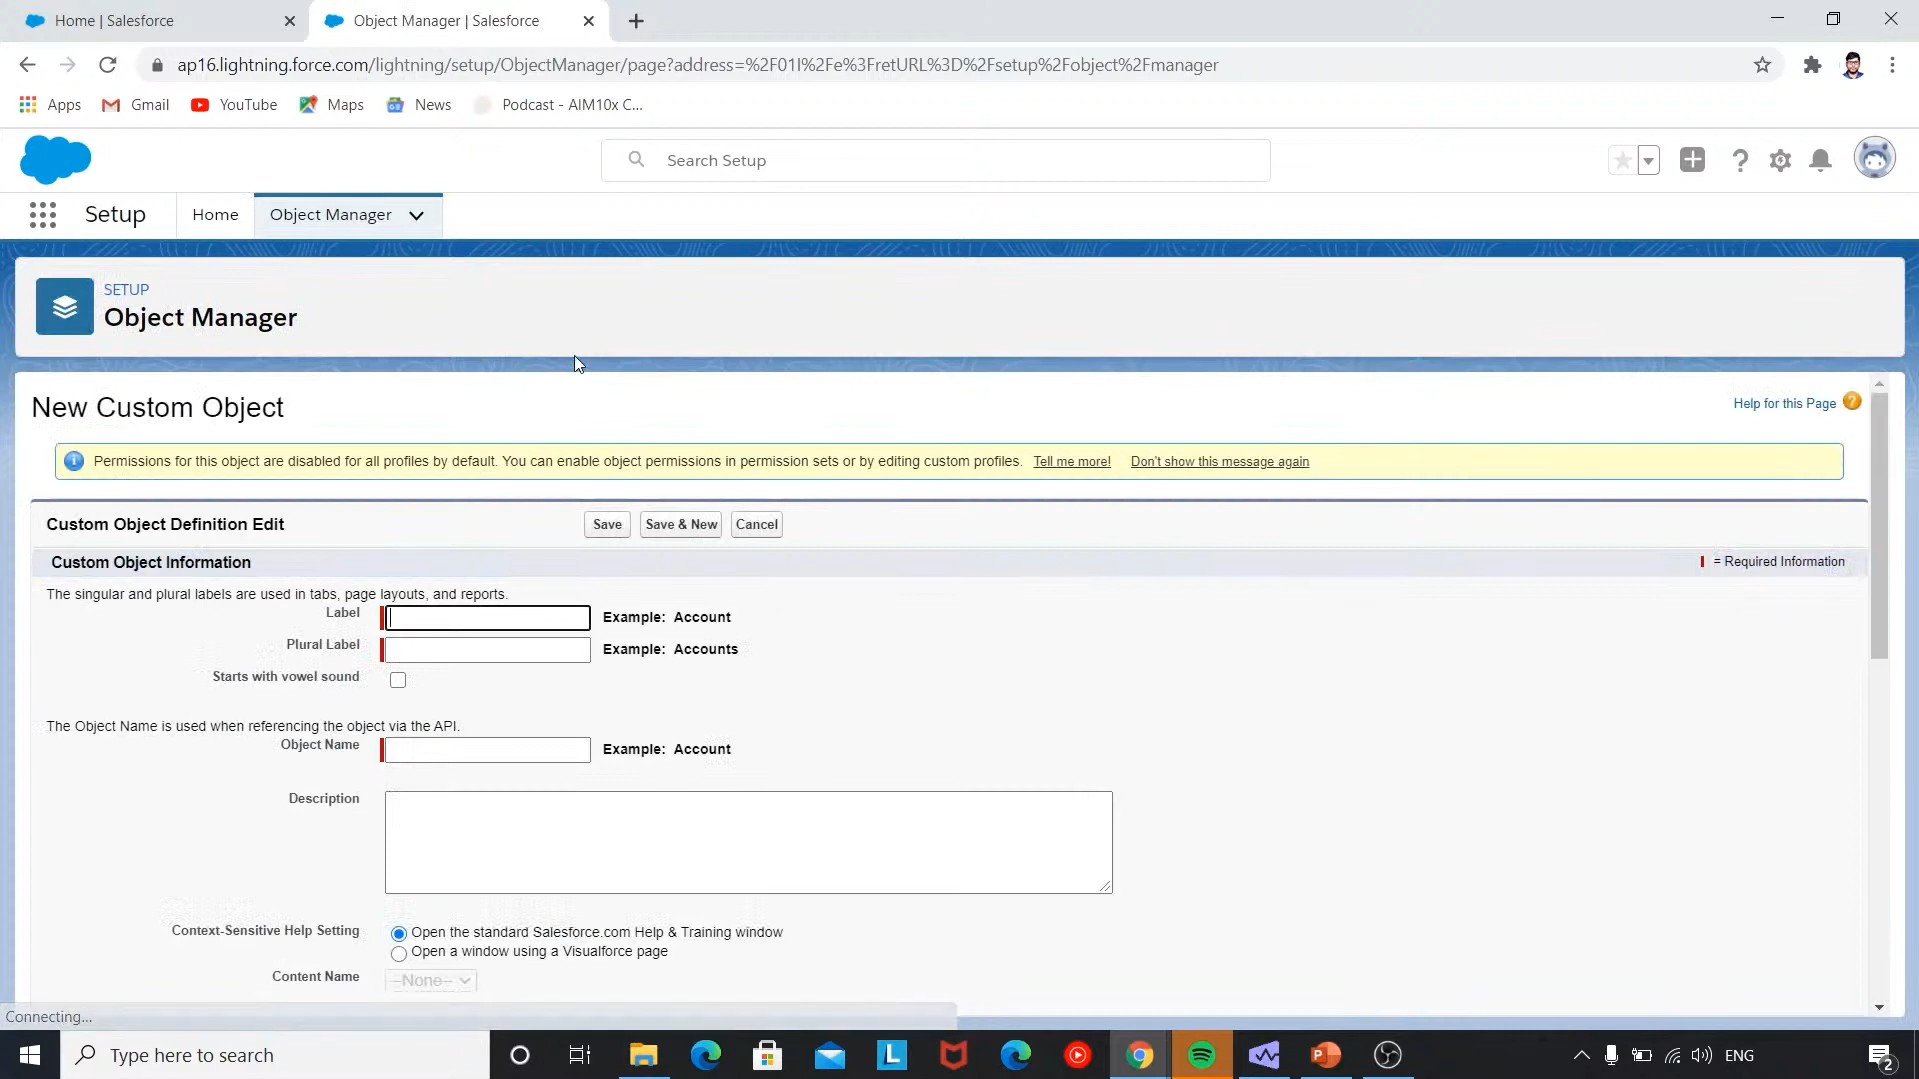 Home | Salesforce
Object Manager | Salesforce
ap16.lightning.force.com/lightning/setup/ObjectManager/page?address=%2F01I%2Fe%3FretURL%3D%2Fsetup%2Fobject%2Fmanager
Apps Gmail YouTube Maps News Podcast - AIM10x C...
Search Setup
Setup Home Object Manager
SETUP
Object Manager
New Custom Object
Help for this Page
Permissions for this object are disabled for all profiles by default. You can enable object permissions in permission sets or by editing custom profiles. Tell me more! Don't show this message again
Custom Object Definition Edit Save Save & New Cancel
Custom Object Information = Required Information
The singular and plural labels are used in tabs, page layouts, and reports.
Label Example: Account
Plural Label Example: Accounts
Starts with vowel sound
The Object Name is used when referencing the object via the API.
Object Name Example: Account
Description
Context-Sensitive Help Setting Open the standard Salesforce.com Help & Training window
Open a window using a Visualforce page
Content Name --None--
Connecting...
Type here to search
L
P
ENG
2